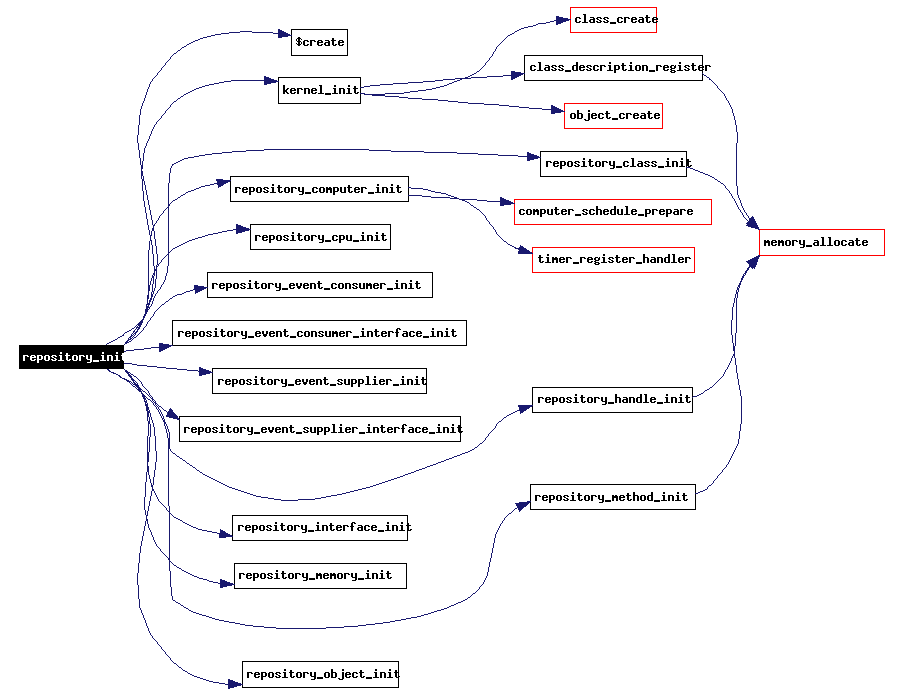 class_create
$create
class_description_register
kernel_init
object_create
repository_class_init
repository_computer_init
computer_schedule_prepare
repository_cpu_init
memory_allocate
timer_register_handler
repository_event_consumer_init
repository_event_consumer_interface_init
repository_init
repository_event_supplier_init
repository_handle_init
repository_event_supplier_interface_init
repository_method_init
repository_interface_init
repository_memory_init
repository_object_init